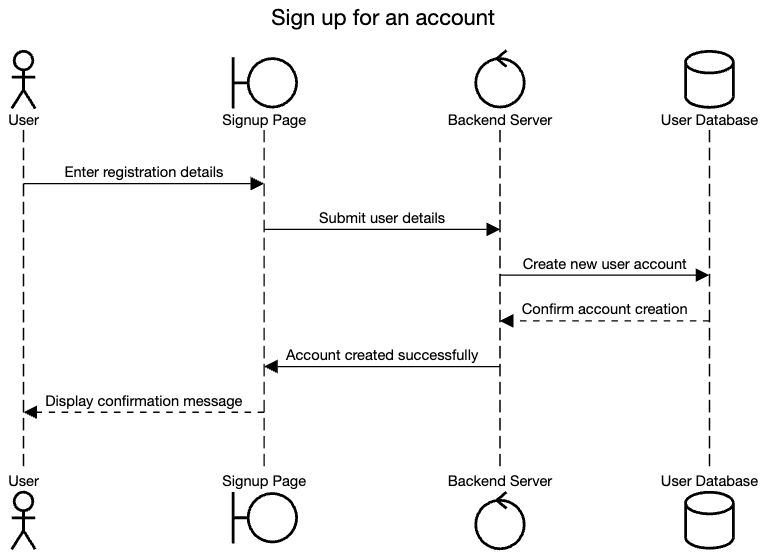 Sign up for an account
User
Signup Page
Backend Server
User Database
Enter registration details
Submit user details
Create new user account
Confirm account creation
Account created successfully
Display confirmation message
User
Signup Page
Backend Server
User Database